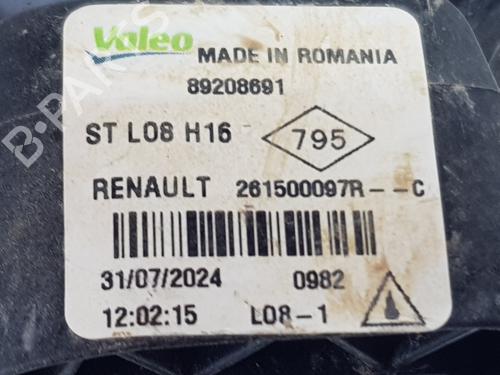 Valeo MADE IN ROMANIA
89208691
ST L08 H16 795
RENAULT 261500097R--C
31/07/2024 0982
12:02:15 L08-1
B-PARTS